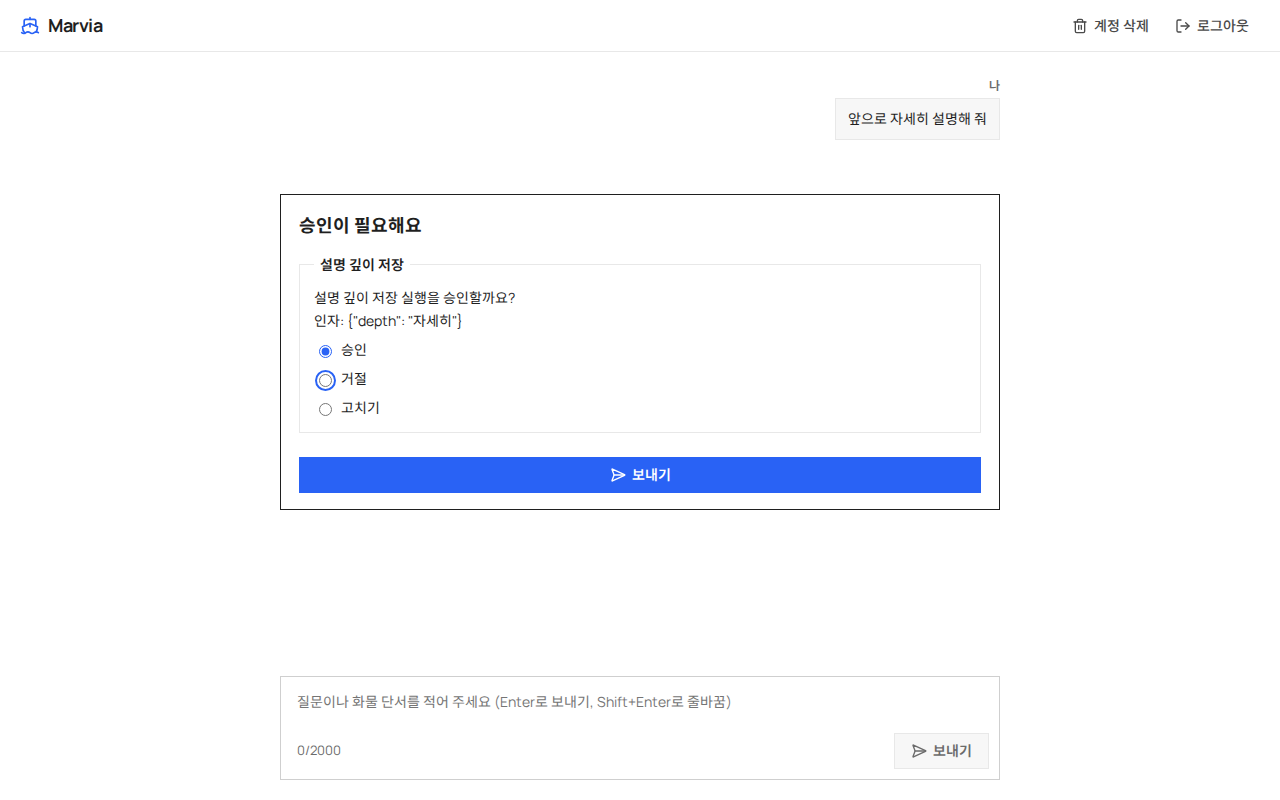 Marvia
계정 삭제
로그아웃
나
앞으로 자세히 설명해 줘
승인이 필요해요
설명 깊이 저장
설명 깊이 저장 실행을 승인할까요?
인자: {"depth": "자세히"}
승인
거절
고치기
보내기
질문이나 화물 단서를 적어 주세요 (Enter로 보내기, Shift+Enter로 줄바꿈)
0/2000
보내기